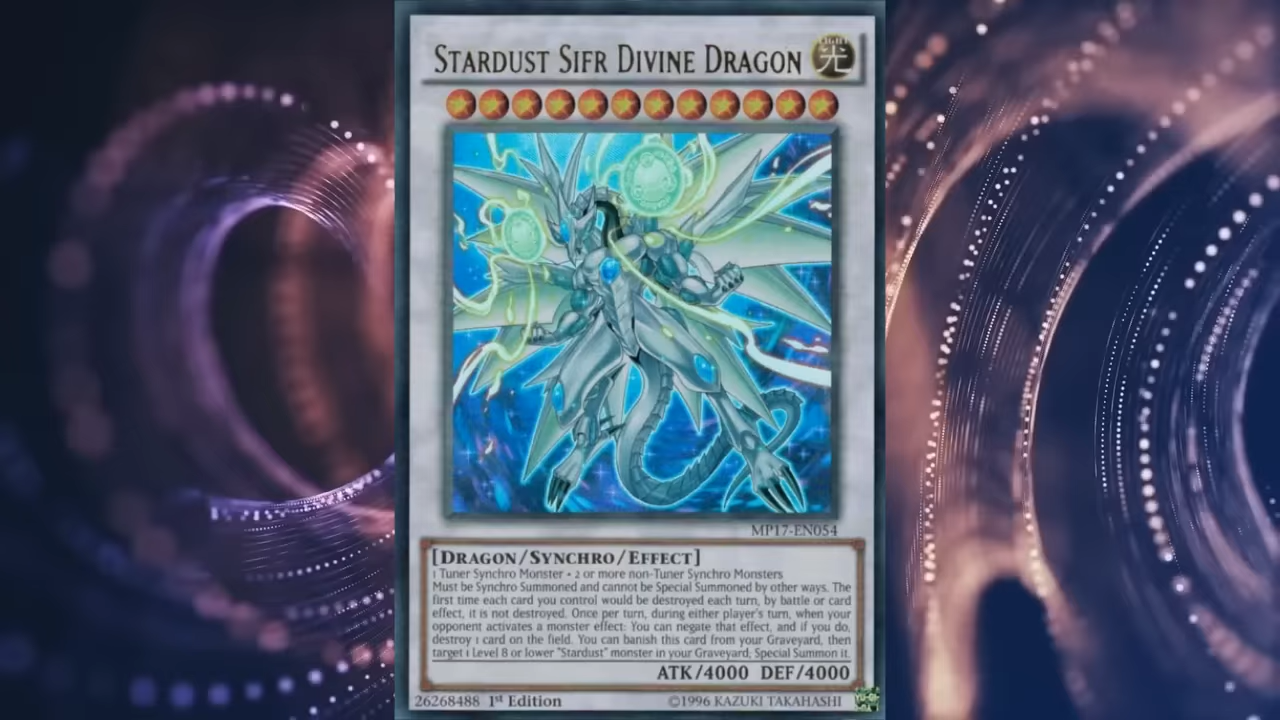 STARDUST SIFR DIVINE DRAGON
LIGHT
光
MP17-EN054
[DRAGON/SYNCHRO/EFFECT]
1 Tuner Synchro Monster + 2 or more non-Tuner Synchro Monsters
Must be Synchro Summoned and cannot be Special Summoned by other ways. The
first time each card you control would be destroyed each turn, by battle or card
effect, it is not destroyed. Once per turn, during either player's turn, when your
opponent activates a monster effect: You can negate that effect, and if you do,
destroy 1 card on the field. You can banish this card from your Graveyard, then
target 1 Level 8 or lower "Stardust" monster in your Graveyard; Special Summon it.
ATK/4000 DEF/4000
26268488 1st Edition ©1996 KAZUKI TAKAHASHI